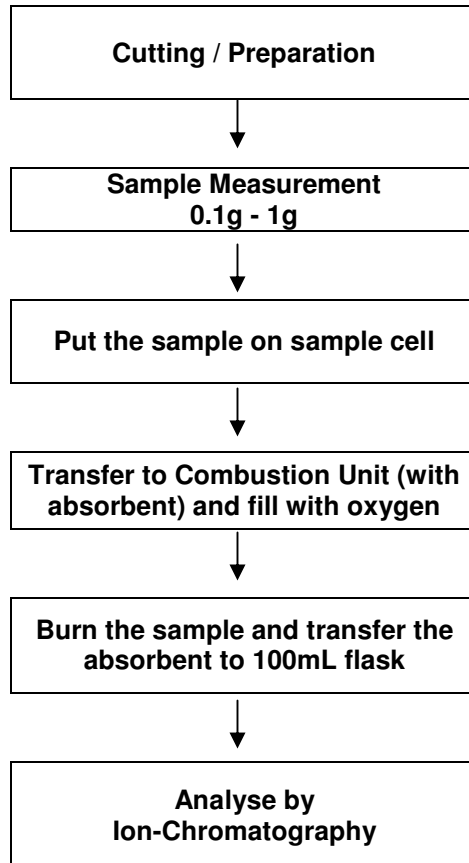 Cutting / Preparation
Sample Measurement
0.1g - 1g
Put the sample on sample cell
Transfer to Combustion Unit (with
absorbent) and fill with oxygen
Burn the sample and transfer the
absorbent to 100mL flask
Analyse by
Ion-Chromatography